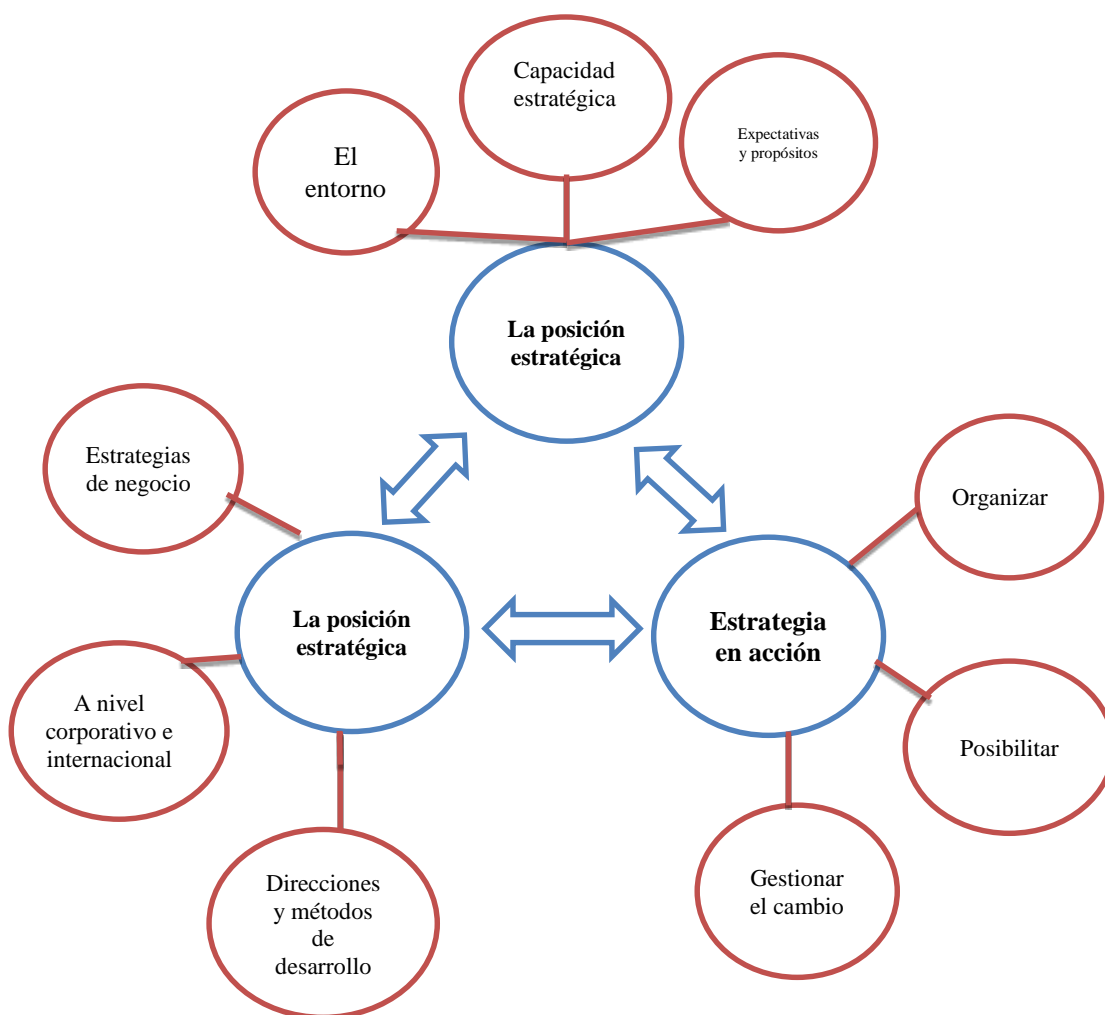 Capacidad
estratégica
Expectativas
y propósitos
El
entorno
La posición
estratégica
Estrategias
de negocio
Organizar
La posición
estratégica
Estrategia
en acción
A nivel
corporativo e
internacional
Posibilitar
Gestionar
el cambio
Direcciones
y métodos
de
desarrollo